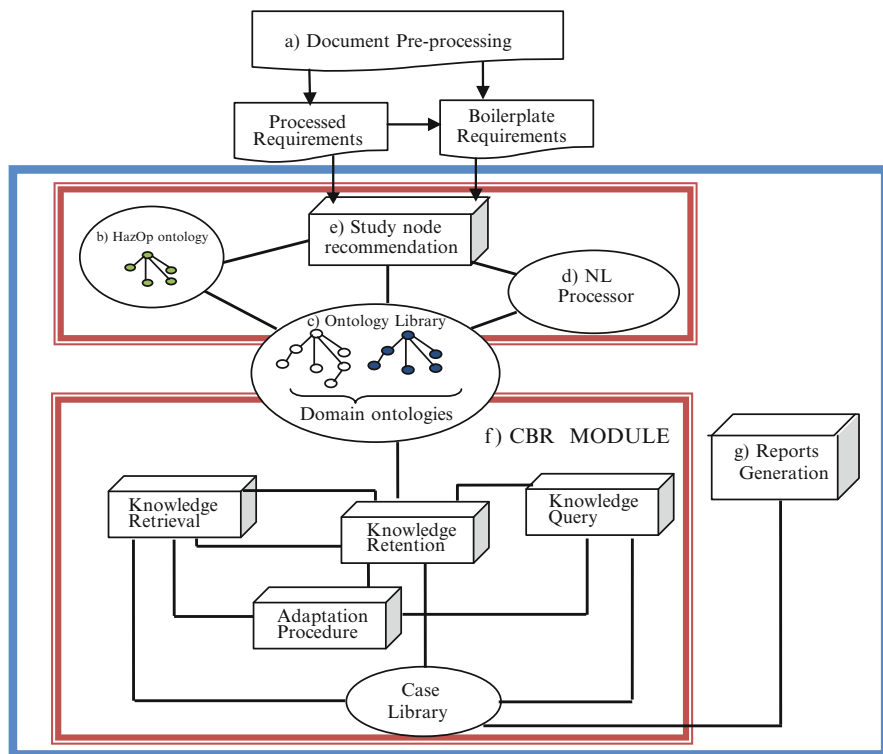 a) Document Pre-processing
Processed
Requirements
Boilerplate
Requirements
b) HazOp ontology
e) Study node
recommendation
d) NL
Processor
c) Ontology Library
Domain ontologies
f) CBR MODULE
g) Reports
Generation
Knowledge
Retrieval
Knowledge
Retention
Knowledge
Query
Adaptation
Procedure
Case
Library